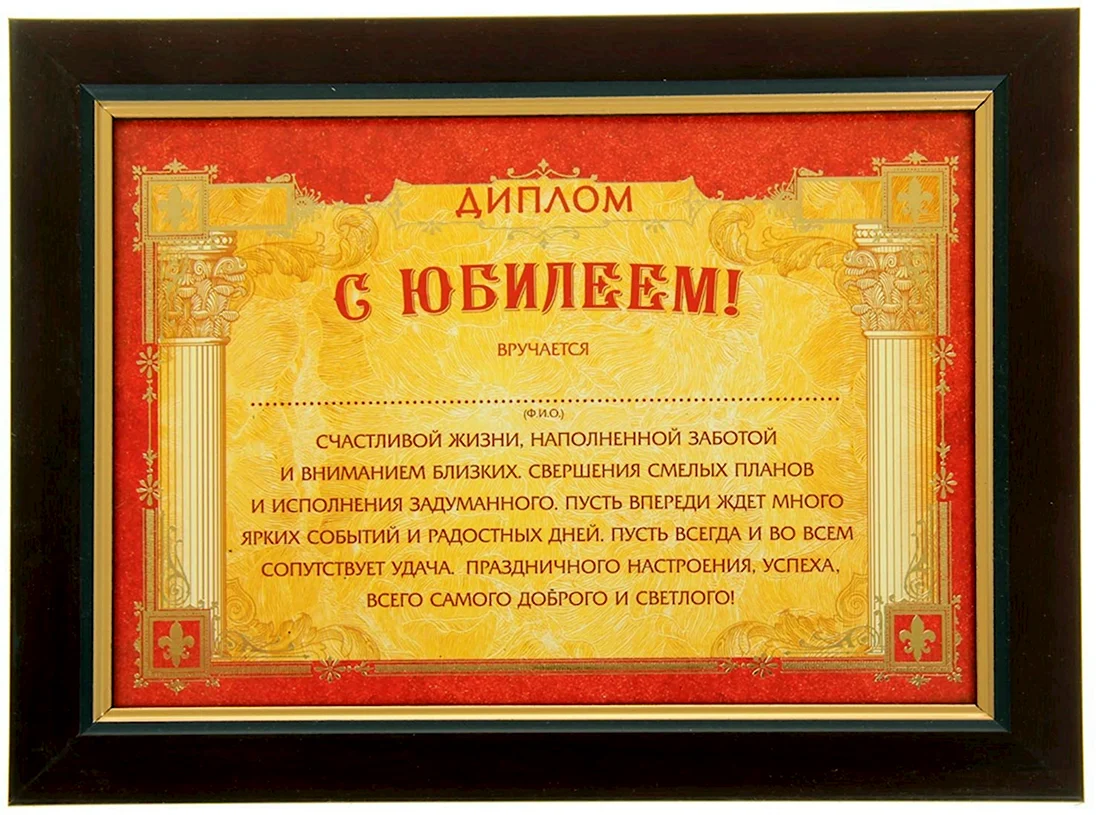 ДИПЛОМ
С ЮБИЛЕЕМ!
ВРУЧАЕТСЯ
(Ф.И.О.)
СЧАСТЛИВОЙ ЖИЗНИ, НАПОЛНЕННОЙ ЗАБОТОЙ
И ВНИМАНИЕМ БЛИЗКИХ. СВЕРШЕНИЯ СМЕЛЫХ ПЛАНОВ
И ИСПОЛНЕНИЯ ЗАДУМАННОГО. ПУСТЬ ВПЕРЕДИ ЖДЕТ МНОГО
ЯРКИХ СОБЫТИЙ И РАДОСТНЫХ ДНЕЙ. ПУСТЬ ВСЕГДА И ВО ВСЕМ
СОПУТСТВУЕТ УДАЧА. ПРАЗДНИЧНОГО НАСТРОЕНИЯ, УСПЕХА,
ВСЕГО САМОГО ДОБРОГО И СВЕТЛОГО!